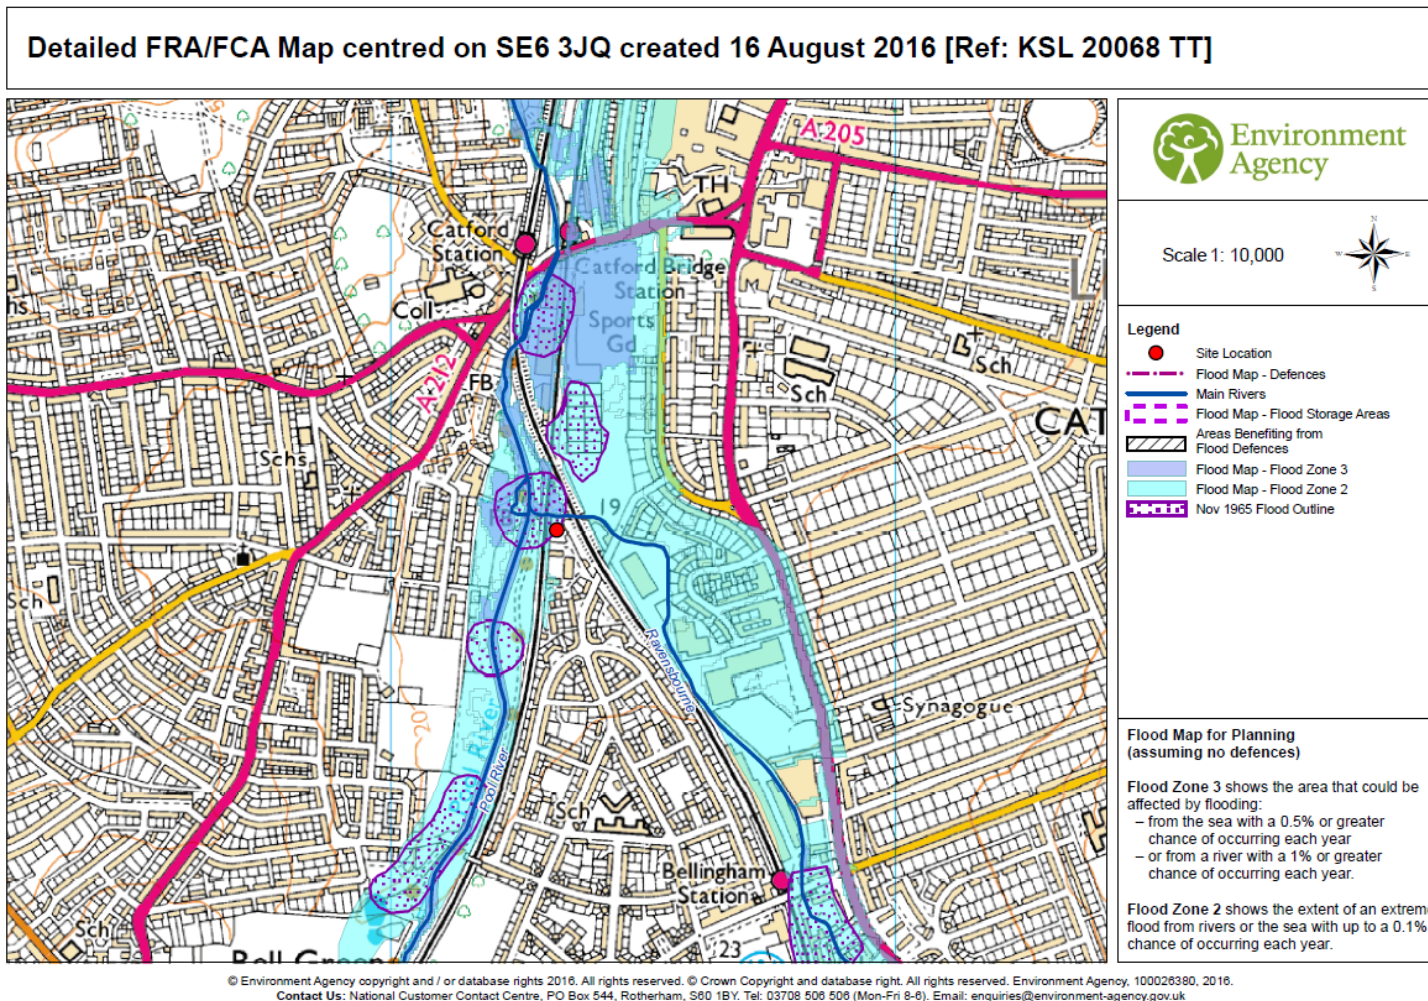 Detailed FRA/FCA Map centred on SE6 3JQ created 16 August 2016 [Ref: KSL 20068 TT]
A 205
TH
Catford
Station
Catford Bridge
Station
Sports
Gd
Coll
hs
A 212
FB
Sch
Sch
CAT
Schs
19
Sch
Ravensbourne
Synagogue
20
Pool River
Sch
Bellingham
Station
Sch
Bell Green
23
Environment
Agency
Scale 1: 10,000
N
W
E
S
Legend
Site Location
Flood Map - Defences
Main Rivers
Flood Map - Flood Storage Areas
Areas Benefiting from
Flood Defences
Flood Map - Flood Zone 3
Flood Map - Flood Zone 2
Nov 1965 Flood Outline
Flood Map for Planning
(assuming no defences)
Flood Zone 3 shows the area that could be
affected by flooding:
– from the sea with a 0.5% or greater
chance of occurring each year
– or from a river with a 1% or greater
chance of occurring each year.
Flood Zone 2 shows the extent of an extrem
flood from rivers or the sea with up to a 0.1%
chance of occurring each year.
© Environment Agency copyright and / or database rights 2016. All rights reserved. © Crown Copyright and database right. All rights reserved. Environment Agency, 100026380, 2016.
Contact Us: National Customer Contact Centre, PO Box 544, Rotherham, S60 1BY. Tel: 03708 506 506 (Mon-Fri 8-6). Email: enquiries@environment-agency.gov.uk